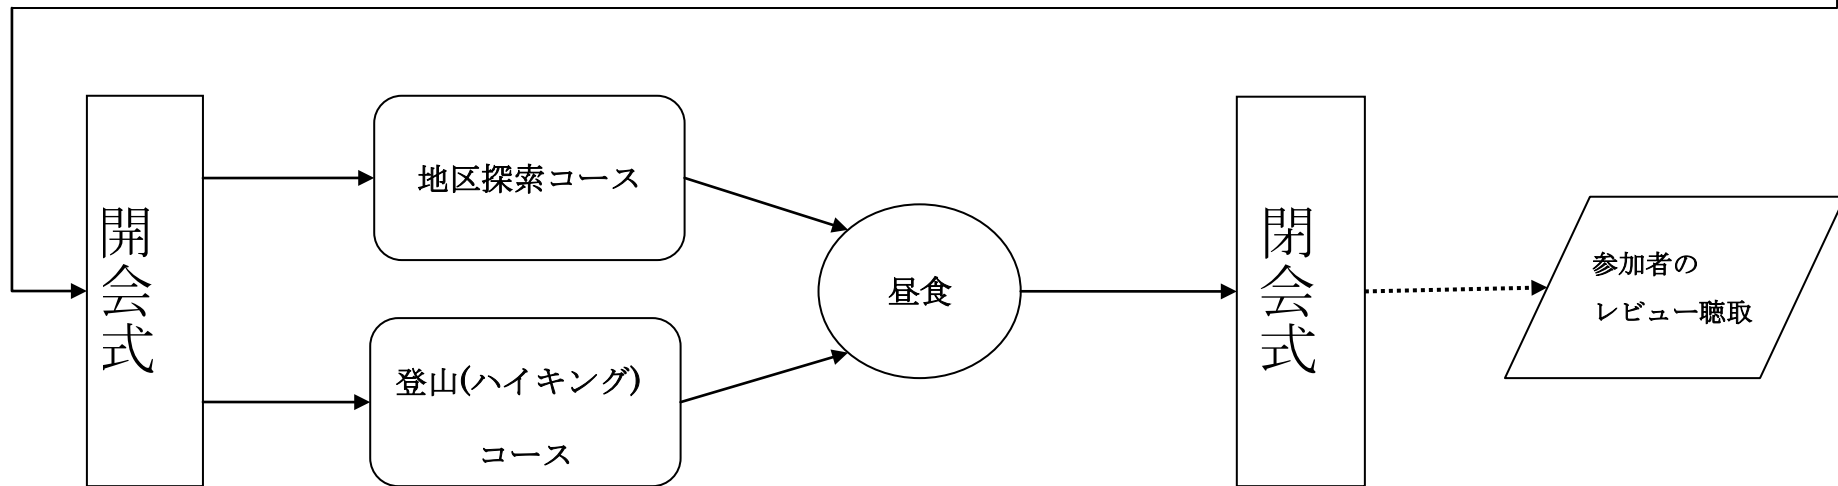 開会式
地区探索コース
登山(ハイキング)
コース
昼食
閉会式
参加者の
レビュー聴取